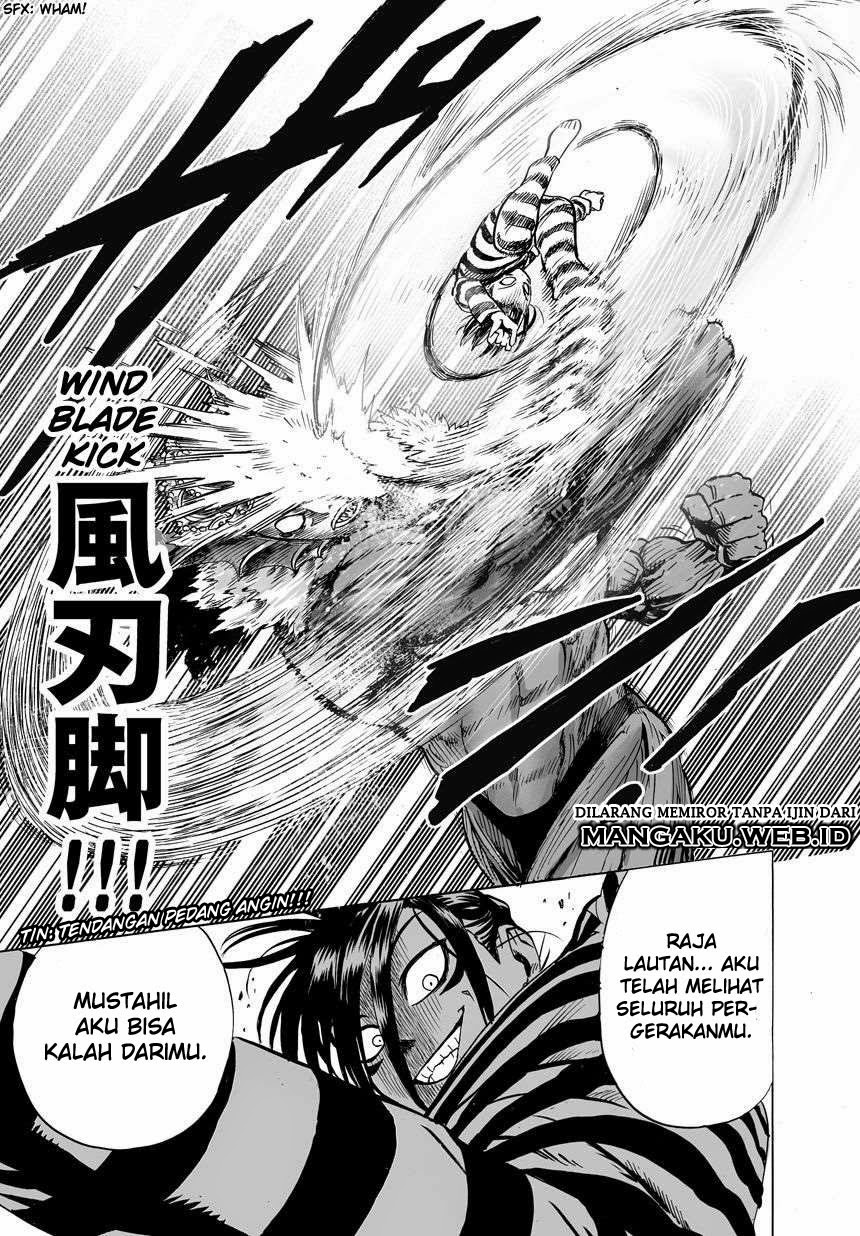 SFX: WHAM!
WIND
BLADE
KICK
風刃脚!!!
DILARANG MEMIROR TANPA IJIN DARI
MANGAKU.WEB.ID
T/N: TENDANGAN PEDANG ANGIN!!!
RAJA
LAUTAN... AKU
TELAH MELIHAT
SELURUH PER-
GERAKANMU.
MUSTAHIL
AKU BISA
KALAH DARIMU.